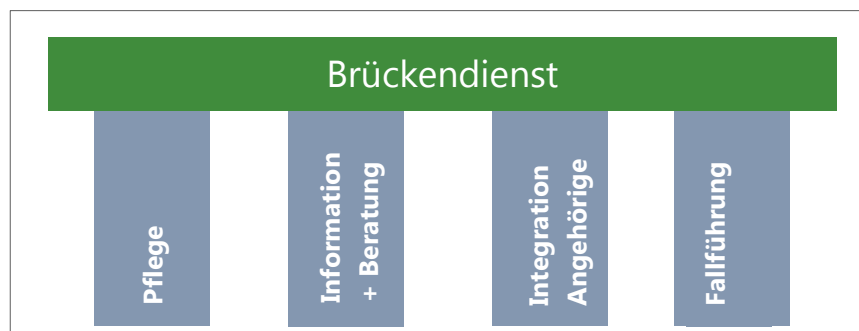 Brückendienst
Pflege
Information
+ Beratung
Integration
Angehörige
Fallführung